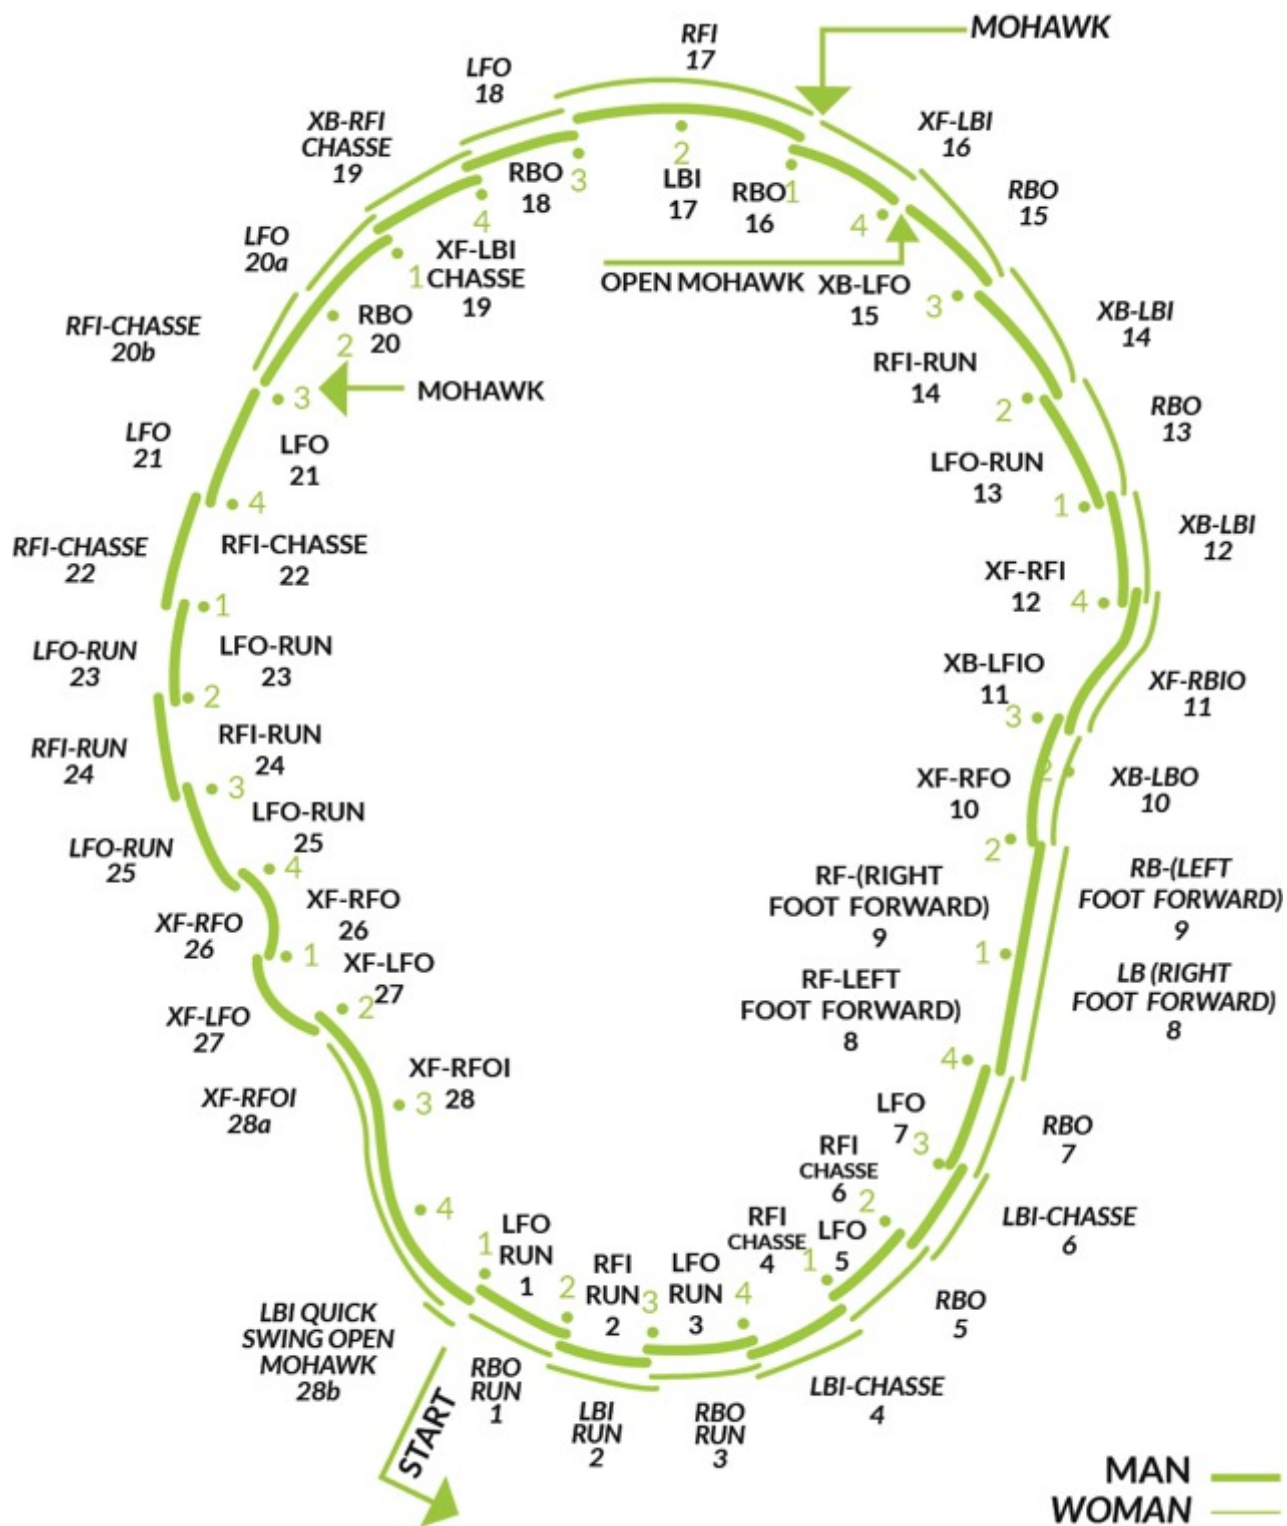 MOHAWK
RFI
17
LFO
18
XB-RFI
CHASSE
19
LFO
20a
RFI-CHASSE
20b
LFO
21
RFI-CHASSE
22
LFO-RUN
23
RFI-RUN
24
LFO-RUN
25
XF-RFO
26
XF-LFO
27
XF-RFOI
28a
LBI QUICK
SWING OPEN
MOHAWK
28b
START
RBO
RUN
1
LBI
RUN
2
RBO
RUN
3
LBI-CHASSE
4
RBO
5
LBI-CHASSE
6
RBO
7
LB (RIGHT
FOOT FORWARD)
8
RB-(LEFT
FOOT FORWARD)
9
XB-LBO
10
XF-RBIO
11
XB-LBI
12
RBO
13
XB-LBI
14
RBO
15
XF-LBI
16
LBI
17
2
RBO
16
1
OPEN MOHAWK
4
XB-LFO
15
3
RFI-RUN
14
2
LFO-RUN
13
1
XF-RFI
12
4
XB-LFIO
11
3
2
XF-RFO
10
2
RF-(RIGHT
FOOT FORWARD)
9
1
RF-LEFT
FOOT FORWARD)
8
4
LFO
7
3
RFI
CHASSE
6
2
LFO
5
1
RFI
CHASSE
4
4
LFO
RUN
3
3
RFI
RUN
2
2
LFO
RUN
1
1
4
XF-RFOI
28
3
XF-LFO
27
2
XF-RFO
26
1
LFO-RUN
25
4
RFI-RUN
24
3
LFO-RUN
23
2
RFI-CHASSE
22
1
LFO
21
4
MOHAWK
3
RBO
20
2
XF-LBI
CHASSE
19
1
RBO
18
4
3
MAN
WOMAN